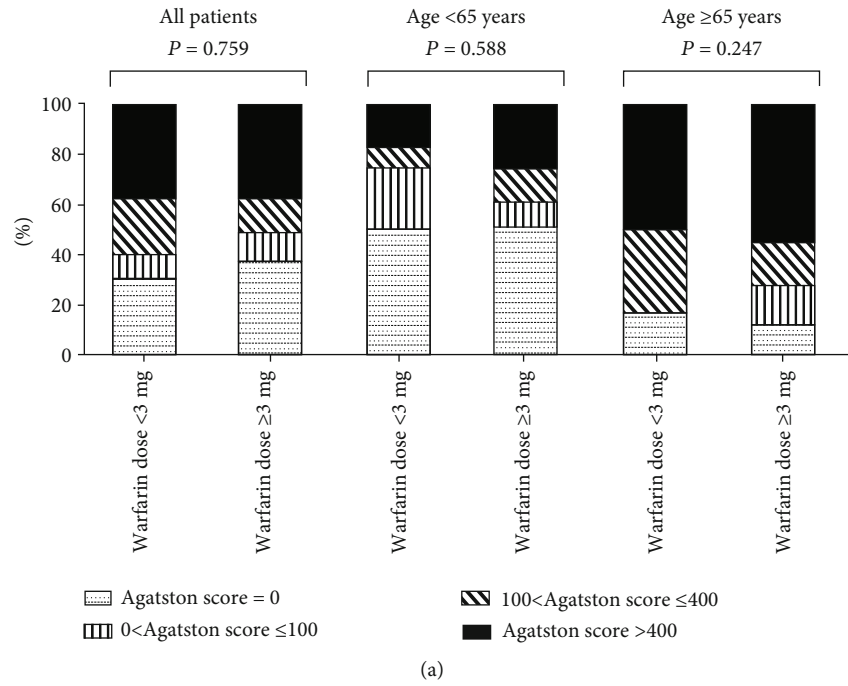 All patients
P = 0.759
Age <65 years
P = 0.588
Age ≥65 years
P = 0.247
100
80
60
40
20
0
(%)
Warfarin dose <3 mg
Warfarin dose ≥3 mg
Warfarin dose <3 mg
Warfarin dose ≥3 mg
Warfarin dose <3 mg
Warfarin dose ≥3 mg
Agatston score = 0
0<Agatston score ≤100
100<Agatston score ≤400
Agatston score >400
(a)